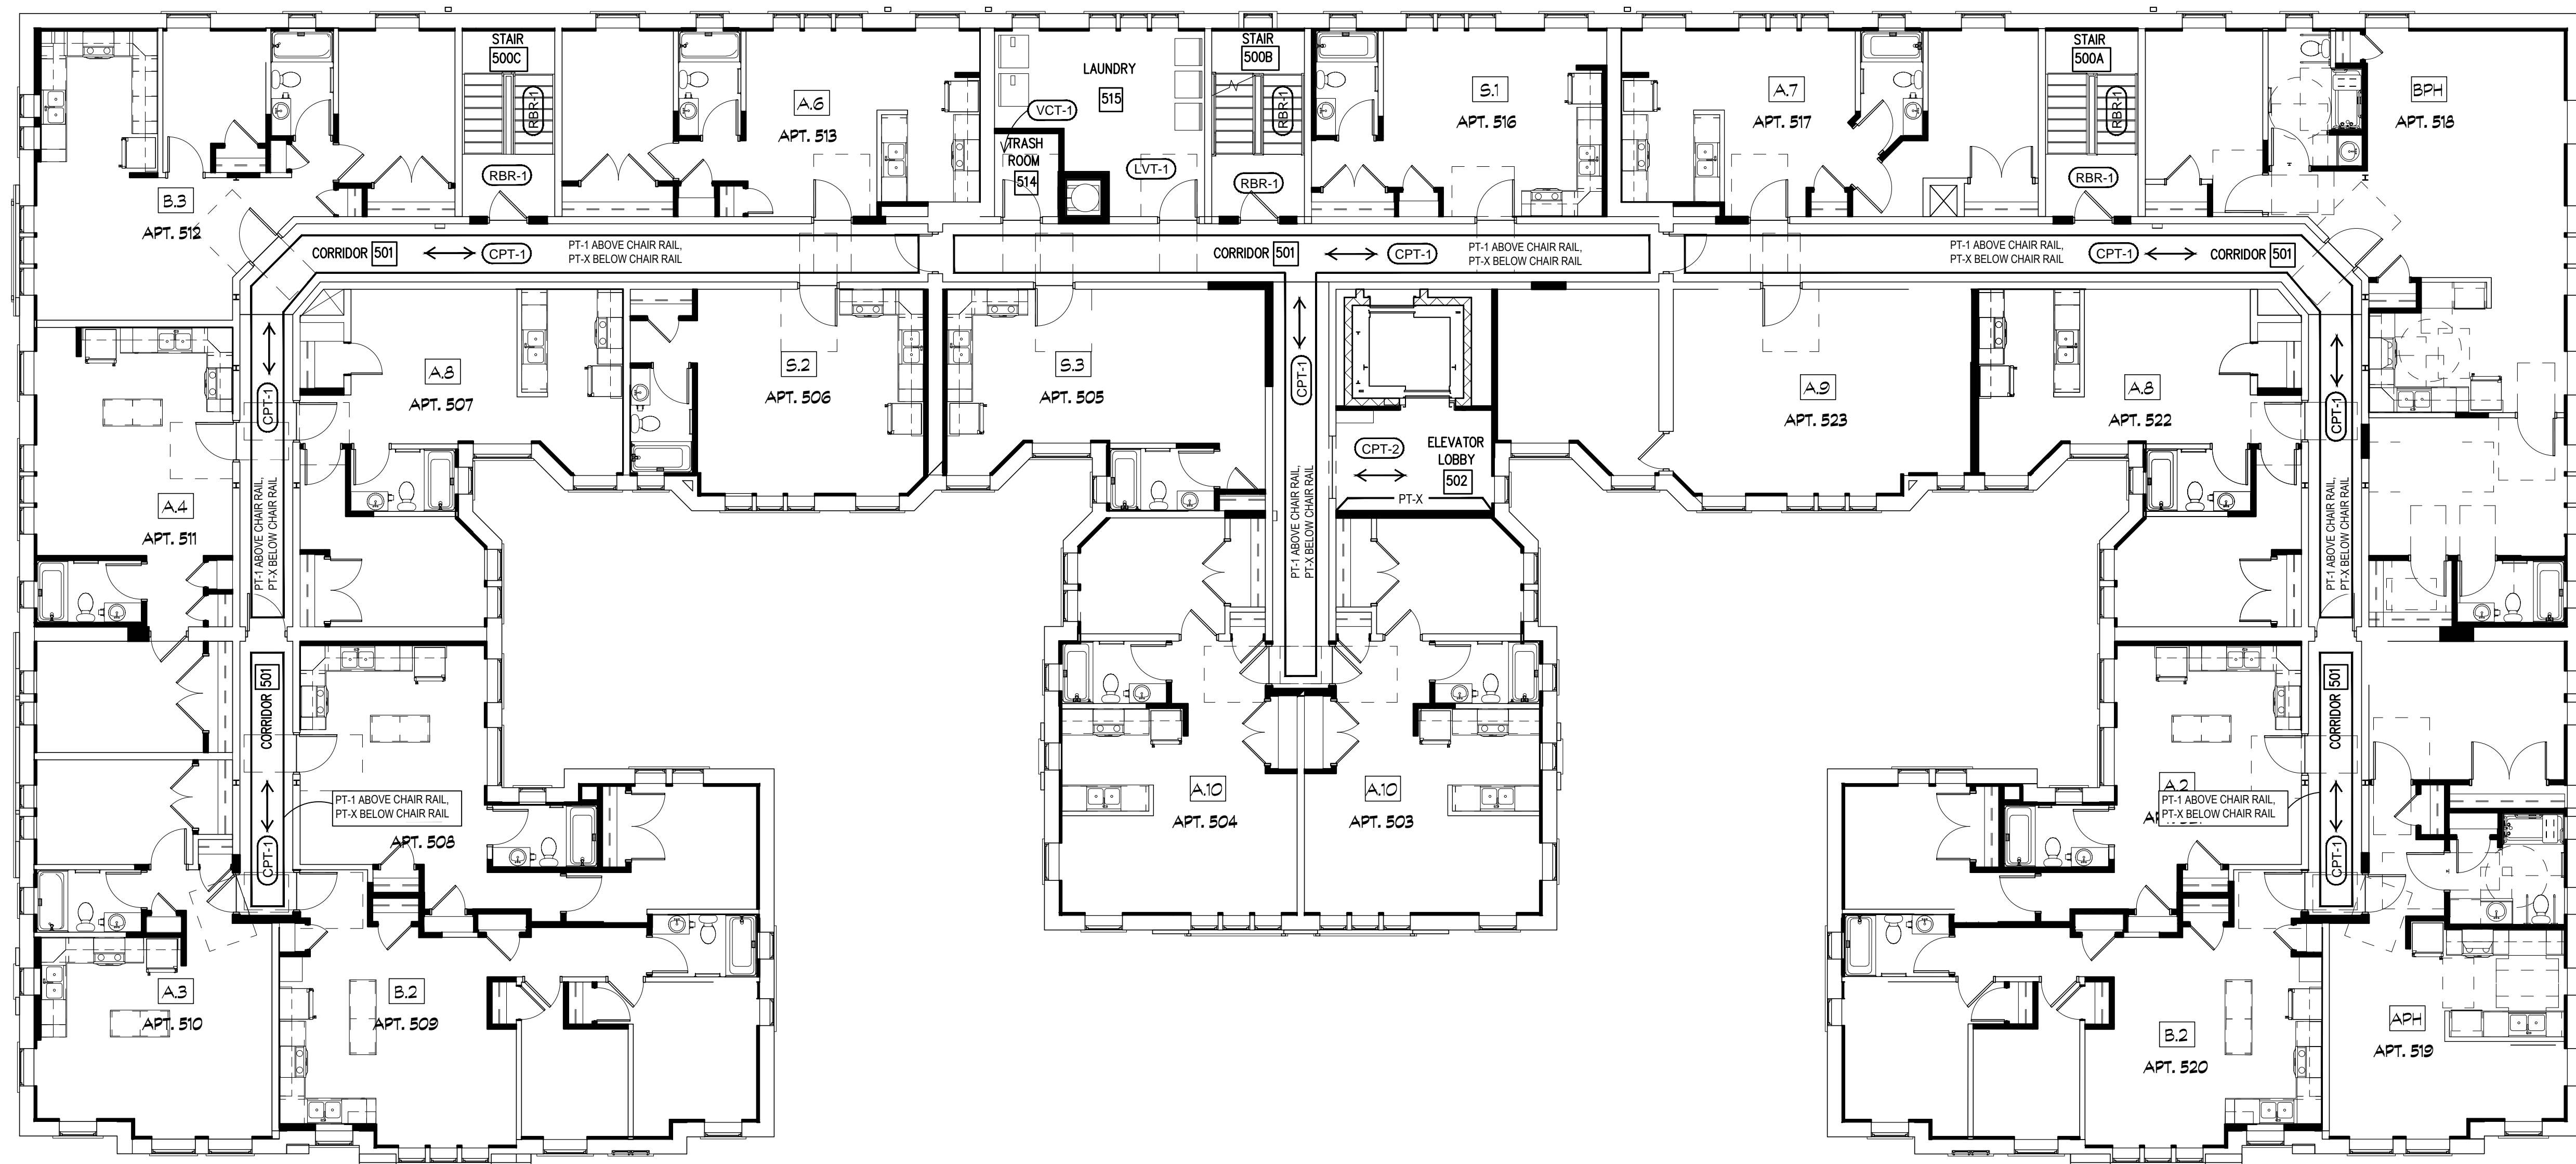 STAIR
500C
RBR-1
RBR-1
A.6
APT. 513
LAUNDRY
515
VCT-1
TRASH
ROOM
514
LVT-1
STAIR
500B
RBR-1
RBR-1
S.1
APT. 516
A.7
APT. 517
STAIR
500A
RBR-1
RBR-1
BPH
APT. 518
B.3
APT. 512
CORRIDOR 501
CPT-1
PT-1 ABOVE CHAIR RAIL,
PT-X BELOW CHAIR RAIL
CORRIDOR 501
CPT-1
PT-1 ABOVE CHAIR RAIL,
PT-X BELOW CHAIR RAIL
PT-1 ABOVE CHAIR RAIL,
PT-X BELOW CHAIR RAIL
CPT-1
CORRIDOR 501
CPT-1
PT-1 ABOVE CHAIR RAIL,
PT-X BELOW CHAIR RAIL
A.8
APT. 507
S.2
APT. 506
S.3
APT. 505
CPT-1
PT-1 ABOVE CHAIR RAIL,
PT-X BELOW CHAIR RAIL
CPT-2
ELEVATOR
LOBBY
502
PT-X
A.9
APT. 523
A.8
APT. 522
CPT-1
PT-1 ABOVE CHAIR RAIL,
PT-X BELOW CHAIR RAIL
A.4
APT. 511
CORRIDOR 501
CPT-1
PT-1 ABOVE CHAIR RAIL,
PT-X BELOW CHAIR RAIL
APT. 508
A.10
APT. 504
A.10
APT. 503
A.2
PT-1 ABOVE CHAIR RAIL,
PT-X BELOW CHAIR RAIL
CORRIDOR 501
CPT-1
A.3
APT. 510
B.2
APT. 509
B.2
APT. 520
APH
APT. 519